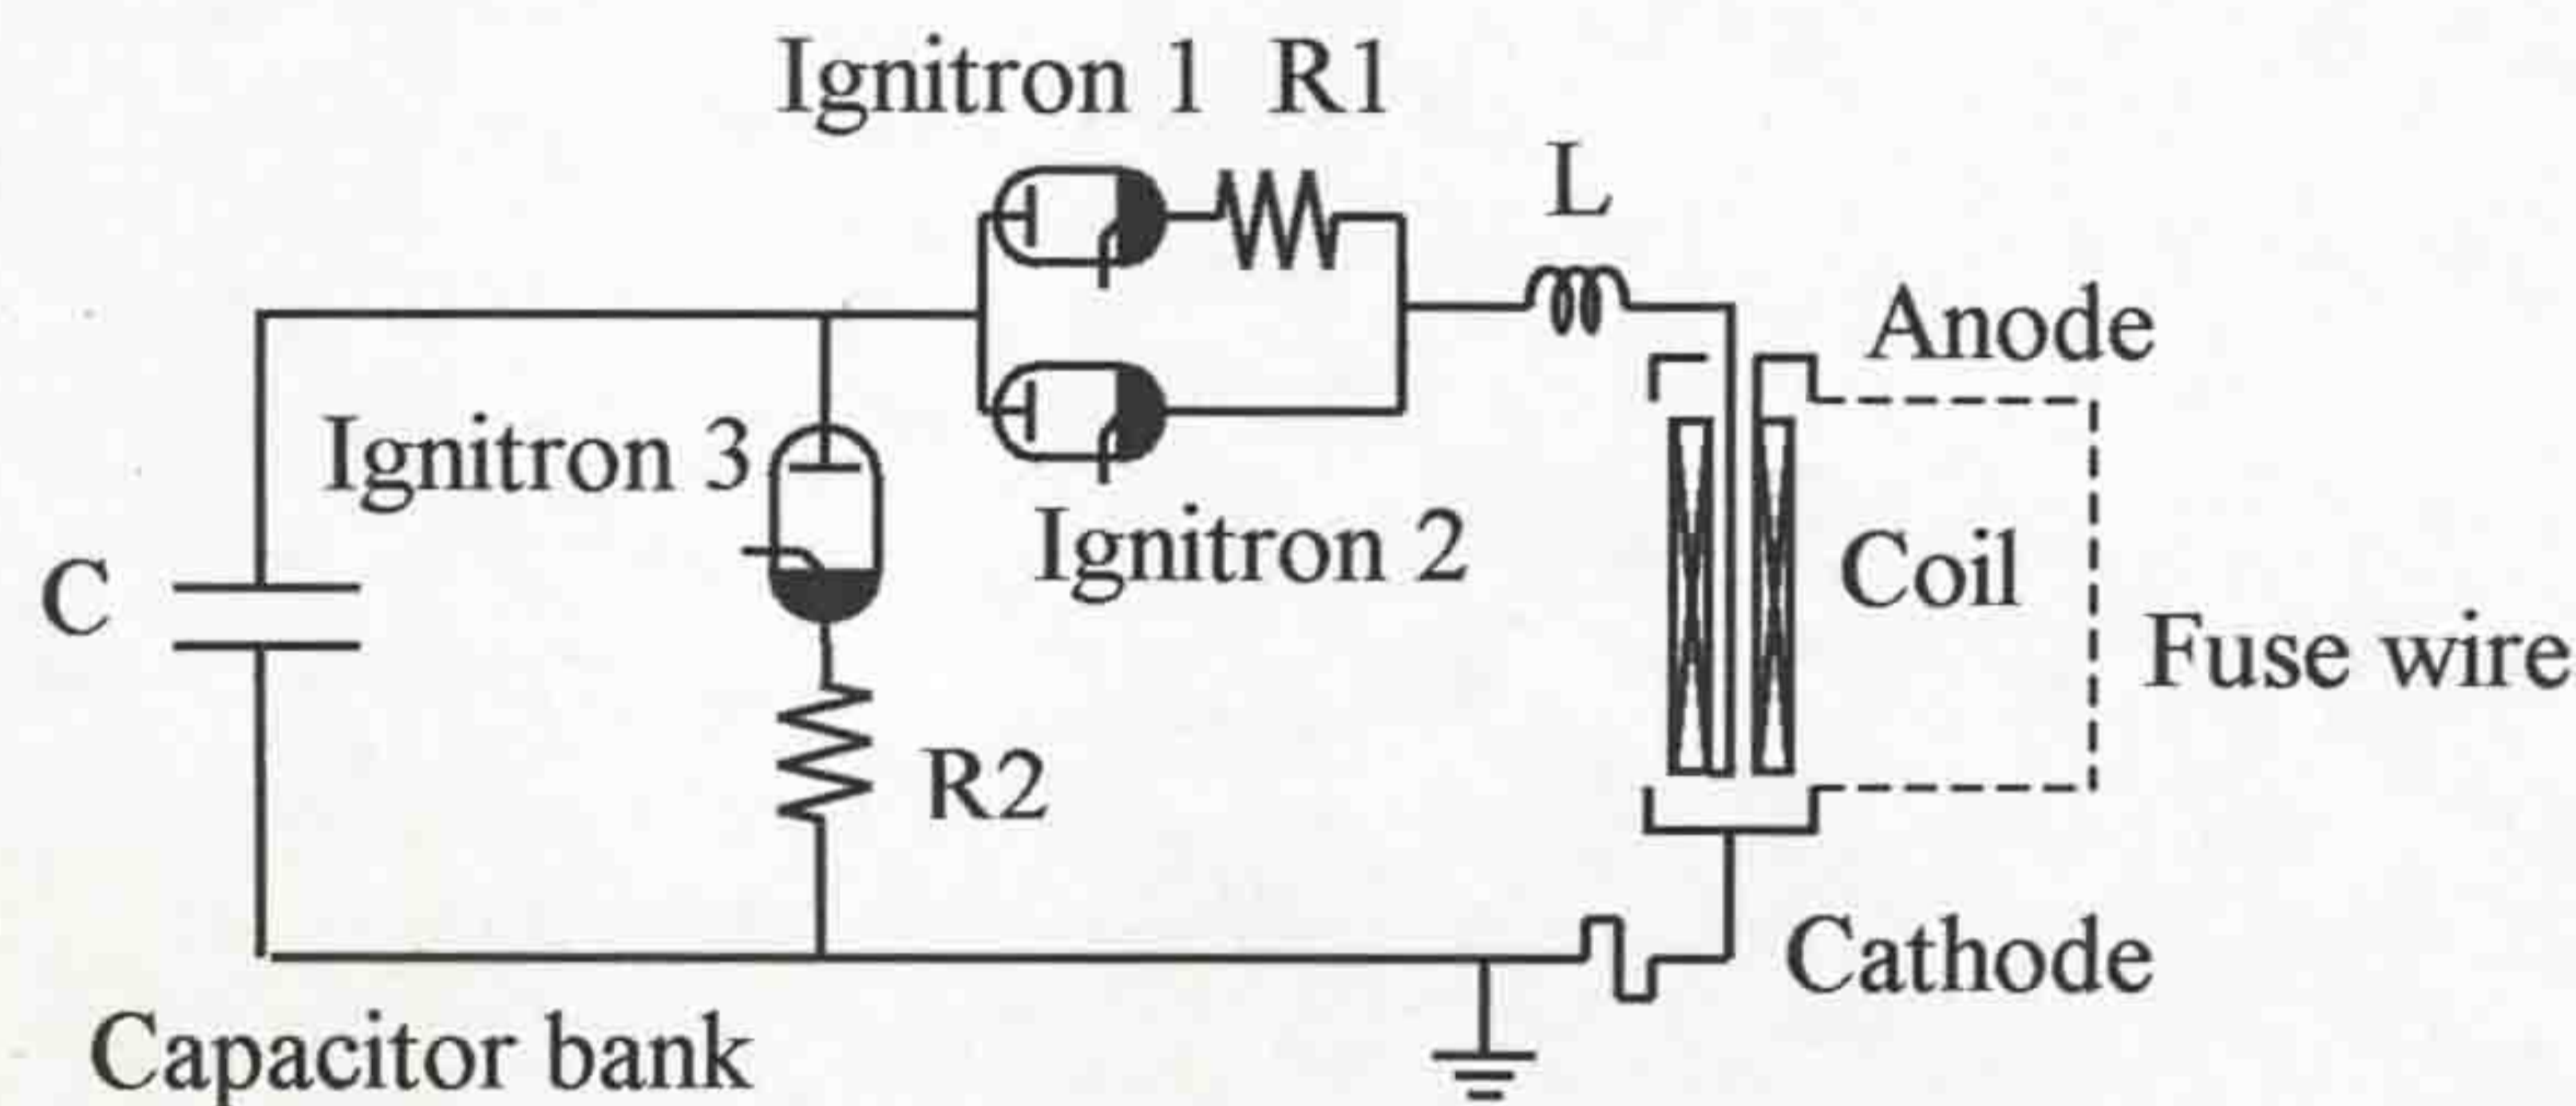 Ignitron 1 R1
L
Anode
Ignitron 3
Ignitron 2
C
Coil
Fuse wire
R2
Cathode
Capacitor bank